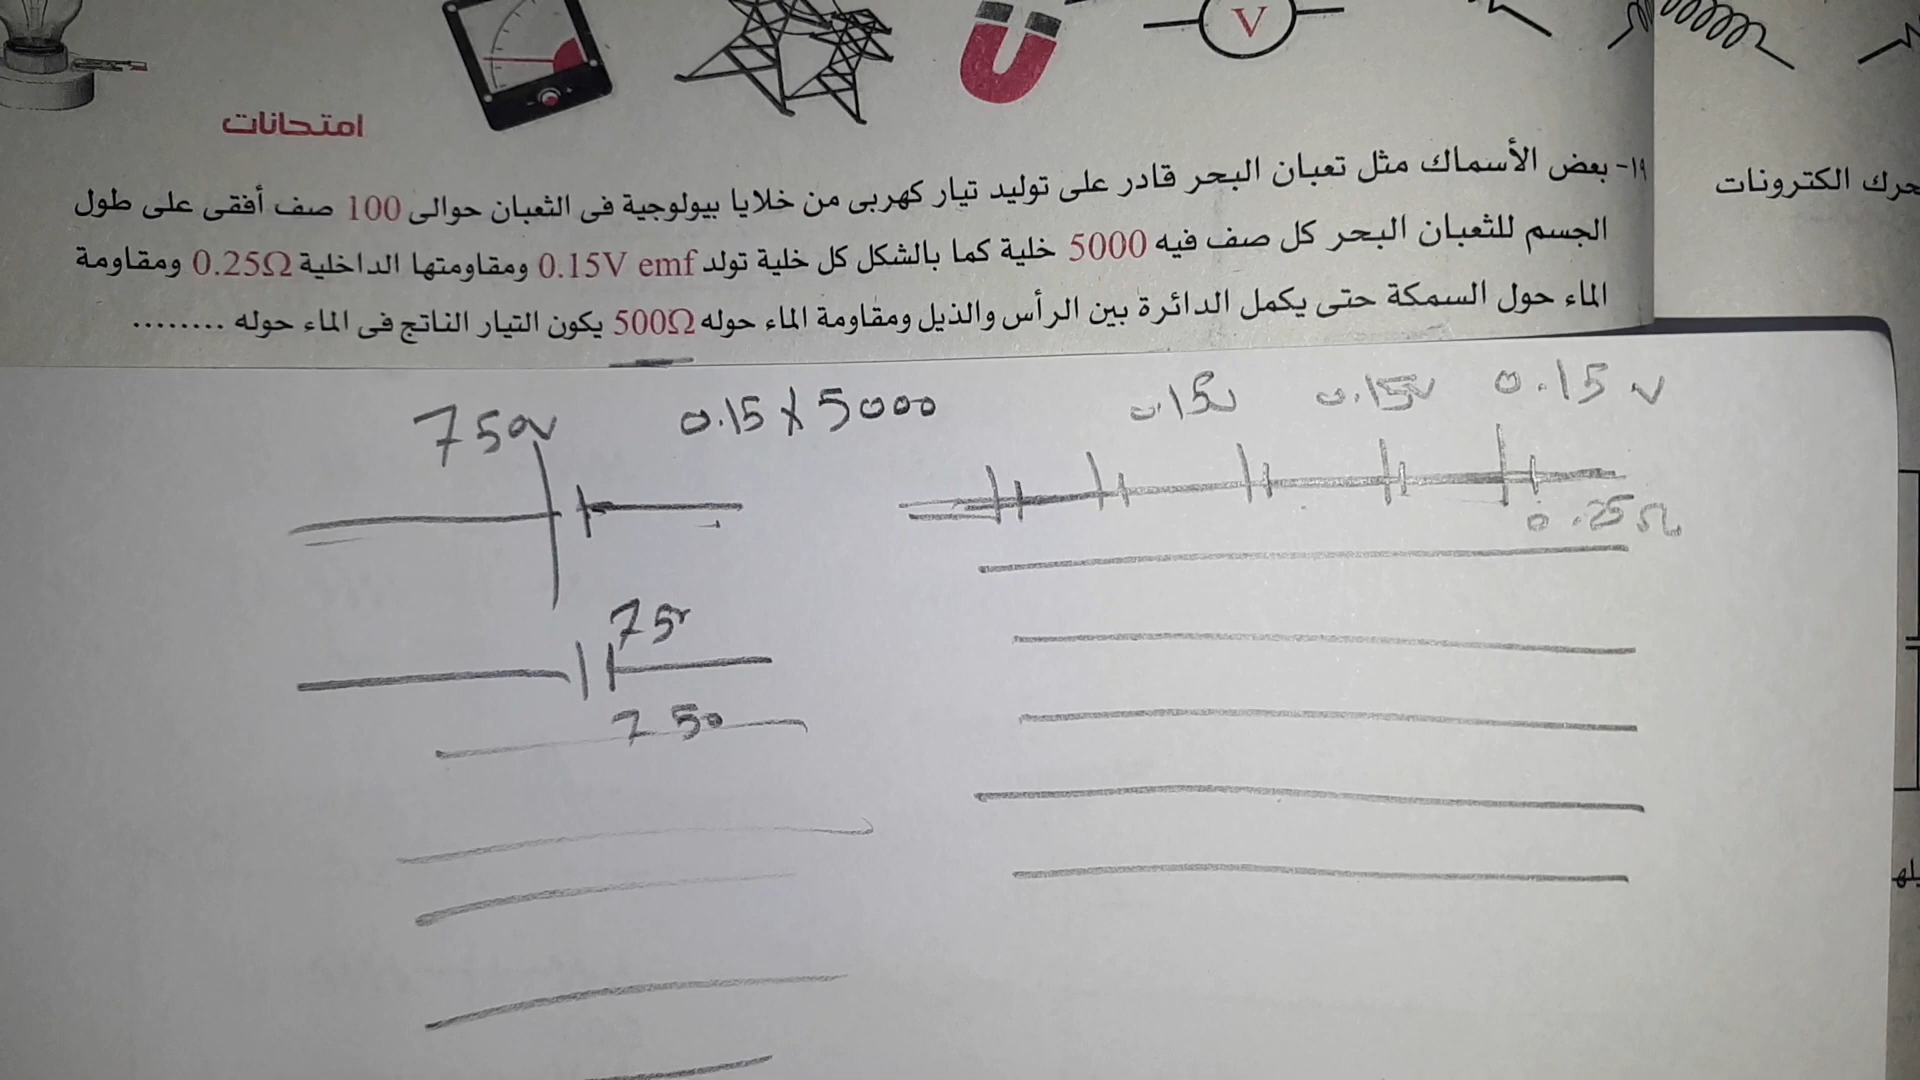 V
امتحانات
١٩- بعض الأسماك مثل تعبان البحر قادر على توليد تيار كهربى من خلايا بيولوجية فى الثعبان حوالى 100 صف أفقى على طول
الجسم للثعبان البحر كل صف فيه 5000 خلية كما بالشكل كل خلية تولد 0.15V emf ومقاومتها الداخلية 0.25Ω ومقاومة
الماء حول السمكة حتى يكمل الدائرة بين الرأس والذيل ومقاومة الماء حوله 500Ω يكون التيار الناتج فى الماء حوله ........
حرك الكترونات
750V 0.15 x 5000
0.15V 0.15V 0.15 V
0.25Ω
750